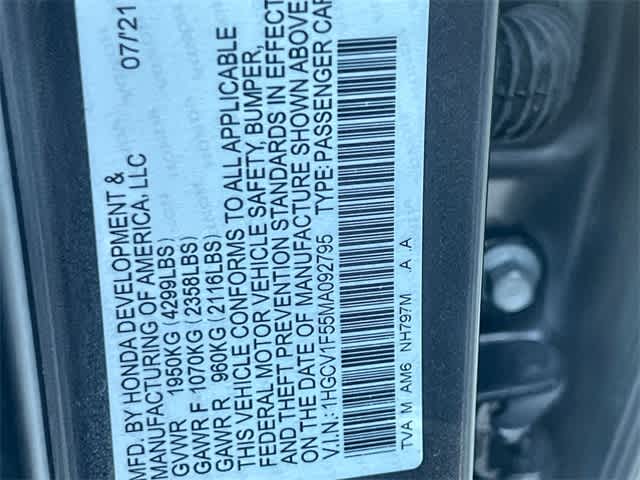 MFD. BY HONDA DEVELOPMENT & 07/21
MANUFACTURING OF AMERICA, LLC
GVWR 1950KG (4299LBS)
GAWR F 1070KG (2358LBS)
GAWR R 960KG (2116LBS)
THIS VEHICLE CONFORMS TO ALL APPLICABLE
FEDERAL MOTOR VEHICLE SAFETY, BUMPER,
AND THEFT PREVENTION STANDARDS IN EFFECT
ON THE DATE OF MANUFACTURE SHOWN ABOVE
V.I.N.: 1HGCV1F55MA092795 TYPE: PASSENGER CAR
TVA M AM6 NH797M .A .A